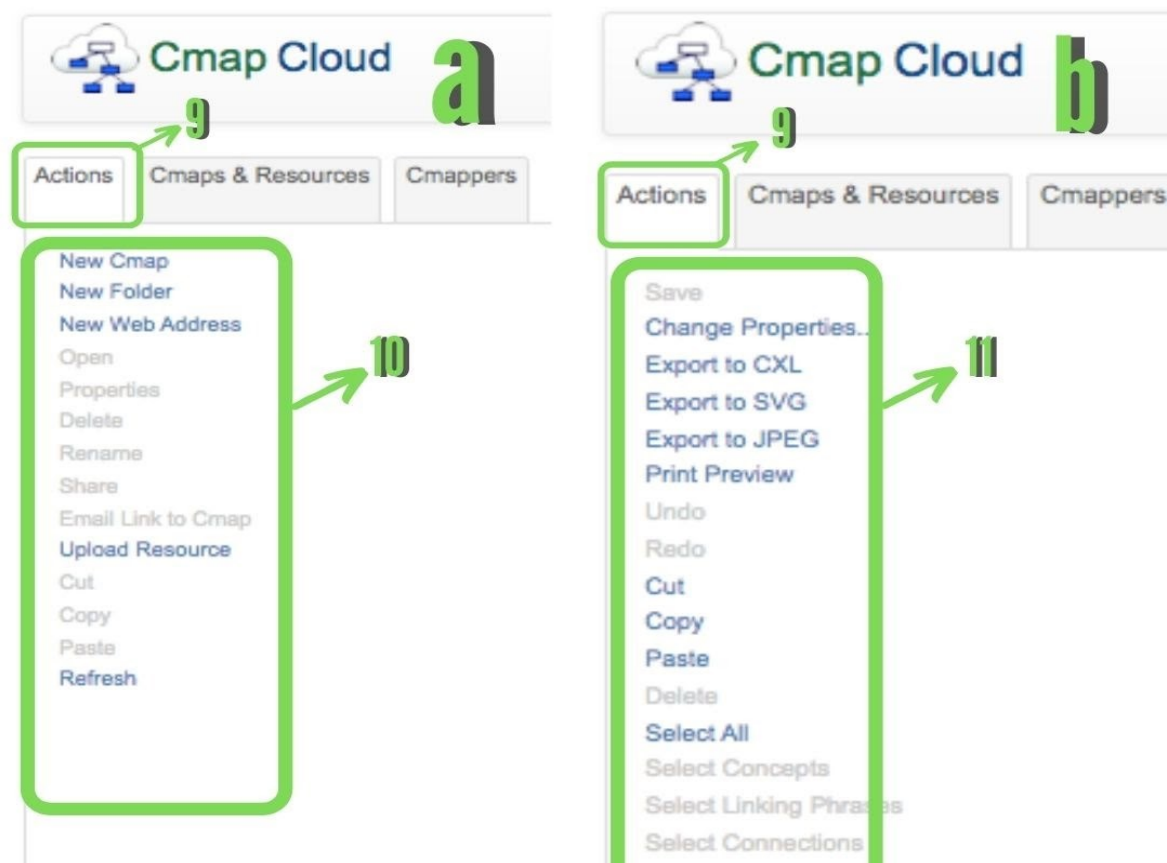 Cmap Cloud
a
9
Actions
Cmaps & Resources
Cmappers
New Cmap
New Folder
New Web Address
Open
Properties
Delete
Rename
Share
Email Link to Cmap
Upload Resource
Cut
Copy
Paste
Refresh
10
Cmap Cloud
b
9
Actions
Cmaps & Resources
Cmappers
Save
Change Properties..
Export to CXL
Export to SVG
Export to JPEG
Print Preview
Undo
Redo
Cut
Copy
Paste
Delete
Select All
Select Concepts
Select Linking Phrases
Select Connections
11